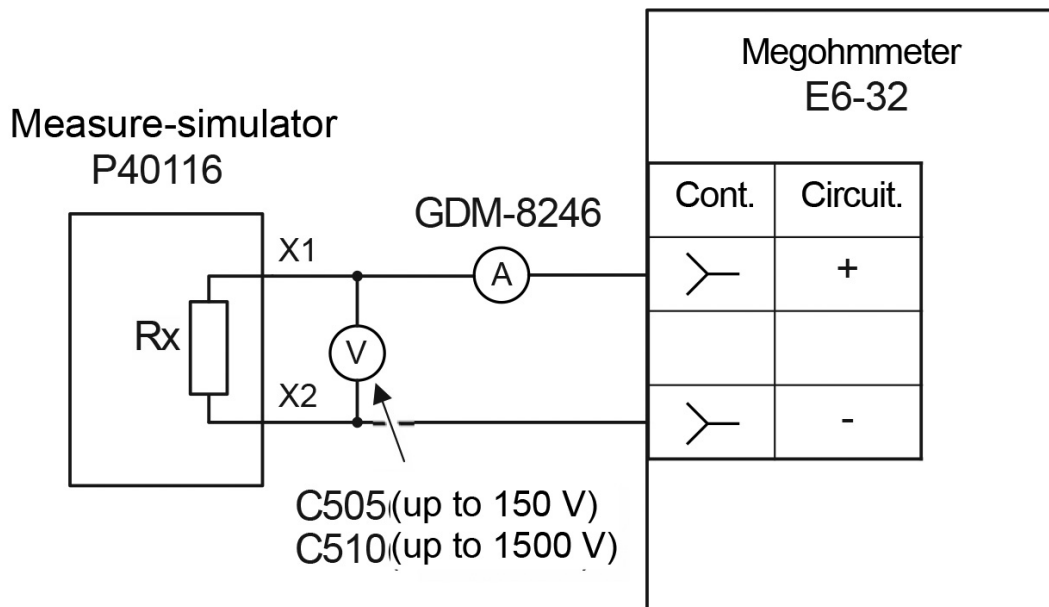 Megohmmeter
E6-32
Measure-simulator
P40116
Cont. Circuit.
GDM-8246
X1
A
+
Rx
V
X2
-
C505(up to 150 V)
C510(up to 1500 V)